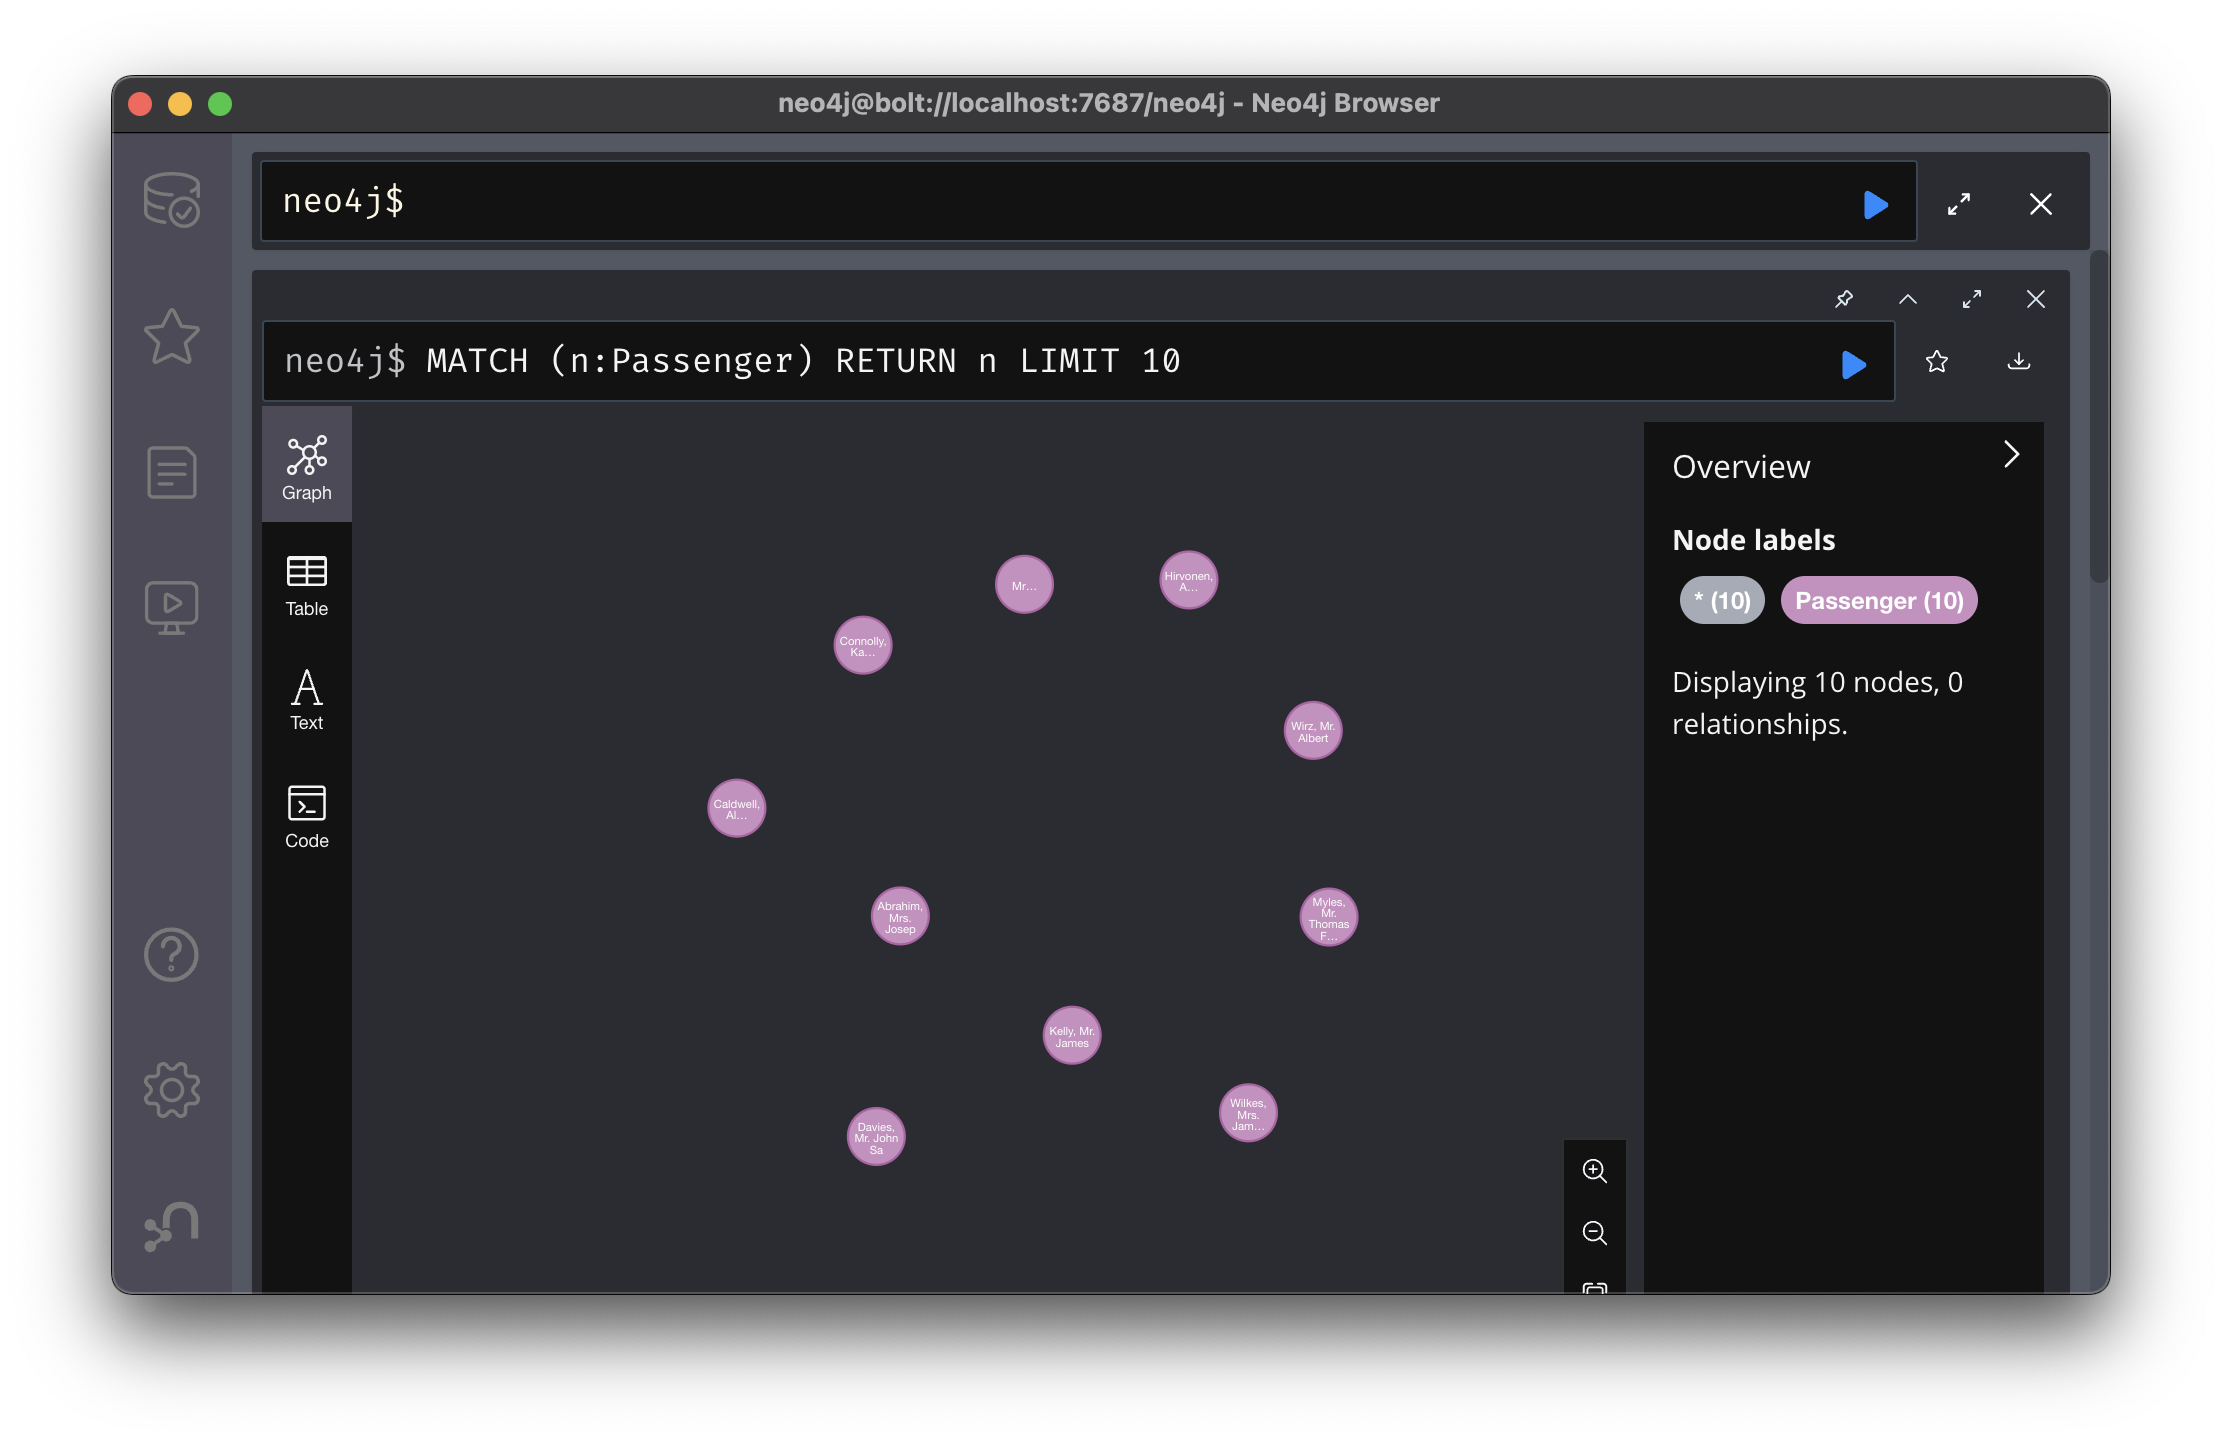 neo4j@bolt://localhost:7687/neo4j - Neo4j Browser
neo4j$
neo4j$ MATCH (n:Passenger) RETURN n LIMIT 10
Graph
Table
Text
Code
Mr…
Hirvonen,
A…
Connolly,
Ka…
Wirz, Mr.
Albert
Caldwell,
Al…
Abrahim,
Mrs.
Josep
Myles,
Mr.
Thomas
F…
Kelly, Mr.
James
Wilkes,
Mrs.
Jam…
Davies,
Mr. John
Sa
Overview
Node labels
* (10) Passenger (10)
Displaying 10 nodes, 0
relationships.